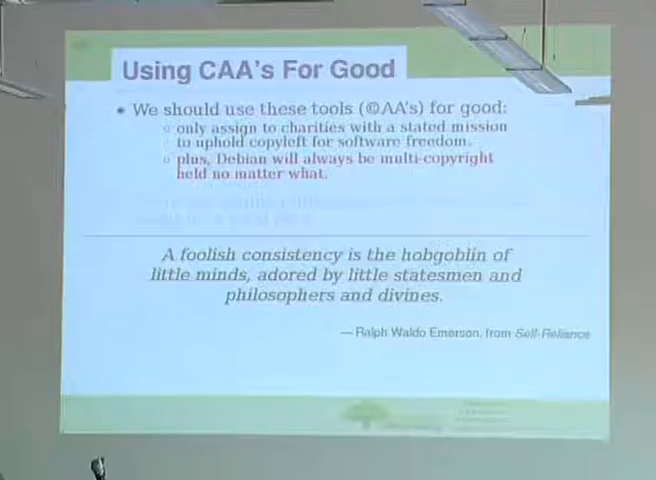 Using CAA's For Good
• We should use these tools (©AA's) for good:
◦ only assign to charities with a stated mission
to uphold copyleft for software freedom.
◦ plus, Debian will always be multi-copyright
held no matter what.
A foolish consistency is the hobgoblin of
little minds, adored by little statesmen and
philosophers and divines.
— Ralph Waldo Emerson, from Self-Reliance